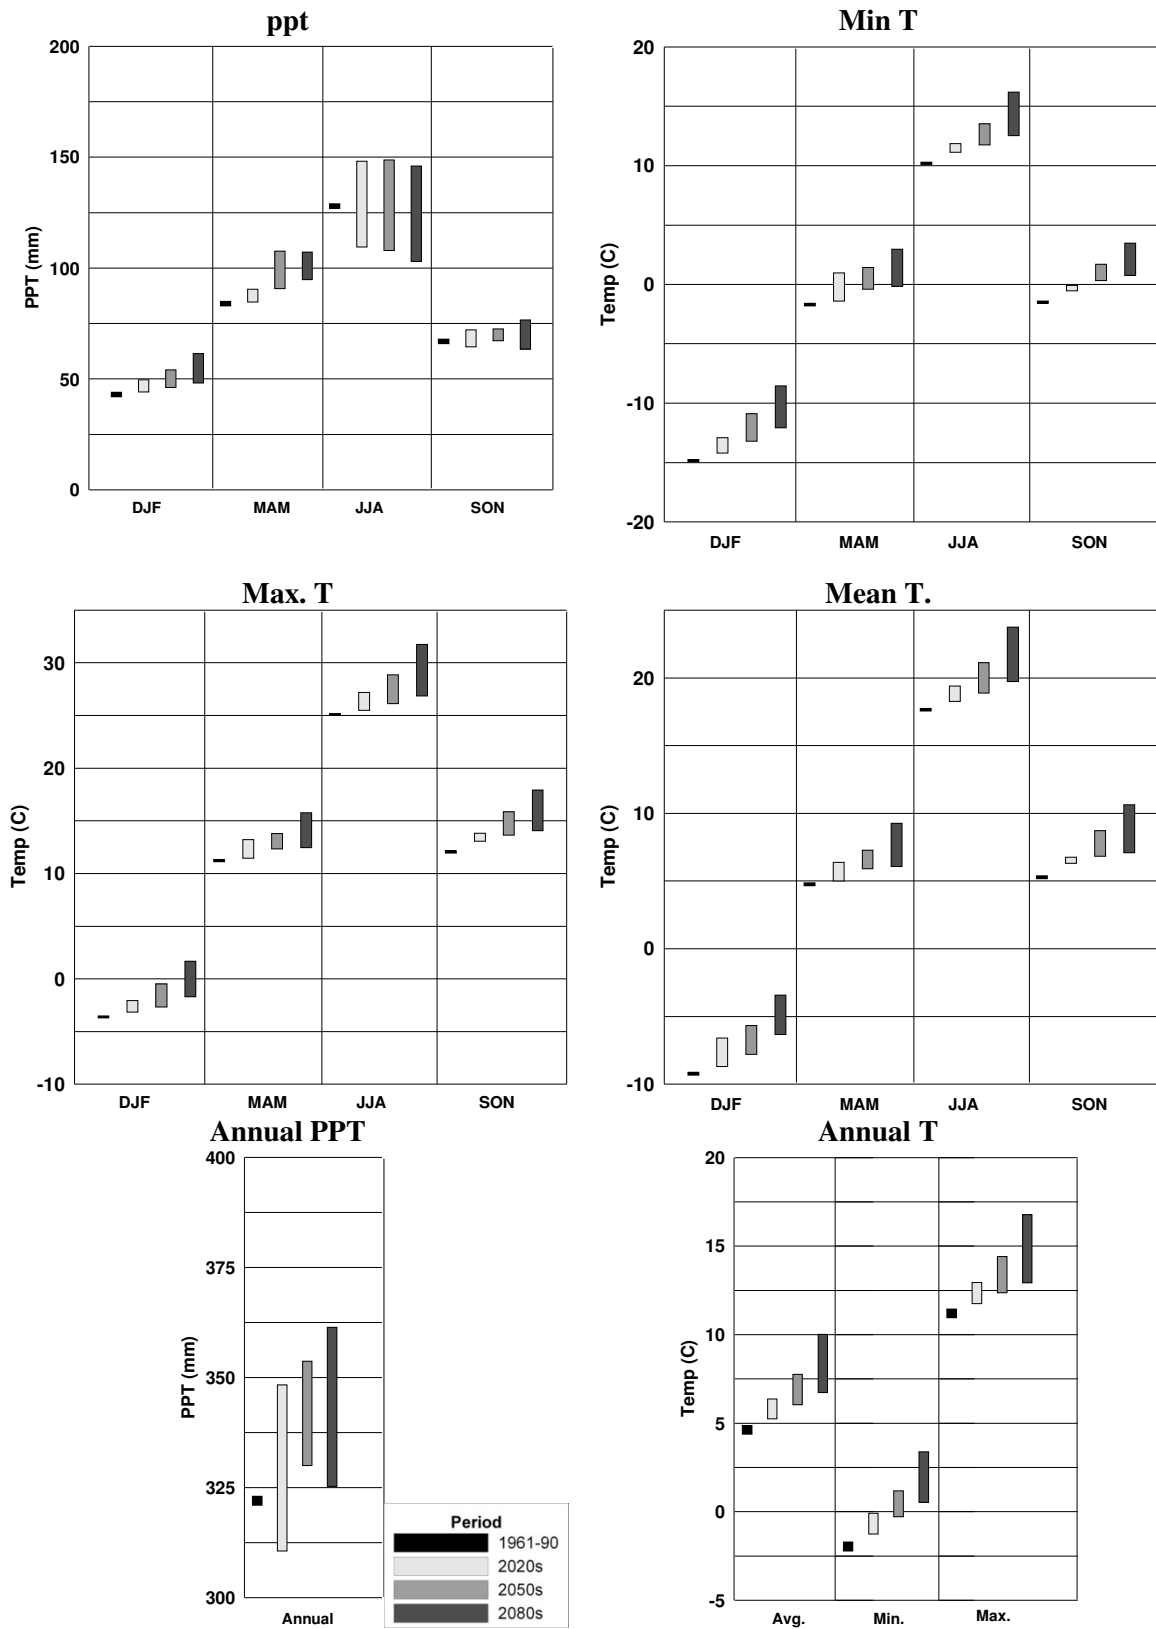 ppt
200
150
100
50
0
PPT (mm)
DJF MAM JJA SON
Min T
20
10
0
-10
-20
Temp (C)
DJF MAM JJA SON
Max. T
30
20
10
0
-10
Temp (C)
DJF MAM JJA SON
Mean T.
20
10
0
-10
Temp (C)
DJF MAM JJA SON
Annual PPT
400
375
350
325
300
PPT (mm)
Annual
Period
1961-90
2020s
2050s
2080s
Annual T
20
15
10
5
0
-5
Temp (C)
Avg. Min. Max.